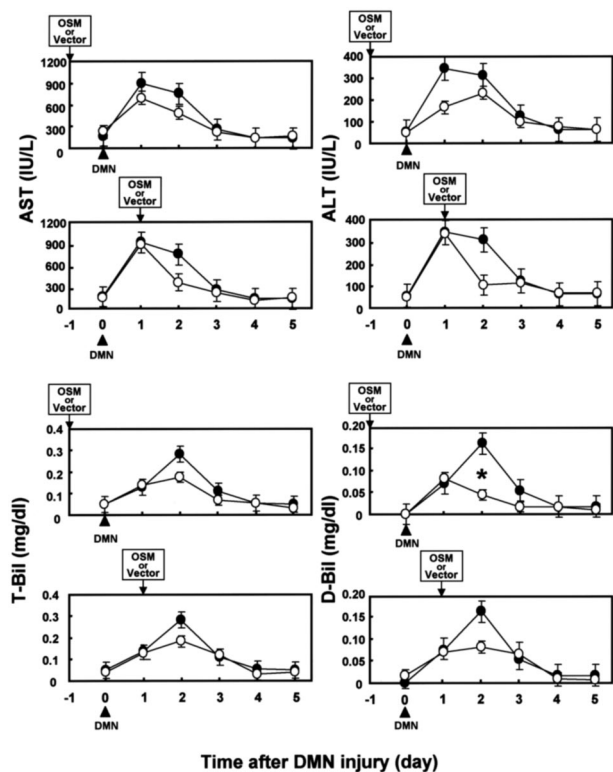 OSM
or
Vector
1200
900
600
300
0
AST (IU/L)
DMN
OSM
or
Vector
1200
900
600
300
0
-1 0 1 2 3 4 5
DMN
OSM
or
Vector
400
300
200
100
0
ALT (IU/L)
DMN
OSM
or
Vector
400
300
200
100
0
-1 0 1 2 3 4 5
DMN
OSM
or
Vector
0.4
0.3
0.2
0.1
0
T-Bil (mg/dl)
DMN
OSM
or
Vector
0.4
0.3
0.2
0.1
0
-1 0 1 2 3 4 5
DMN
OSM
or
Vector
0.20
0.15
0.10
0.05
0
*
D-Bil (mg/dl)
DMN
OSM
or
Vector
0.20
0.15
0.10
0.05
0
-1 0 1 2 3 4 5
DMN
Time after DMN injury (day)